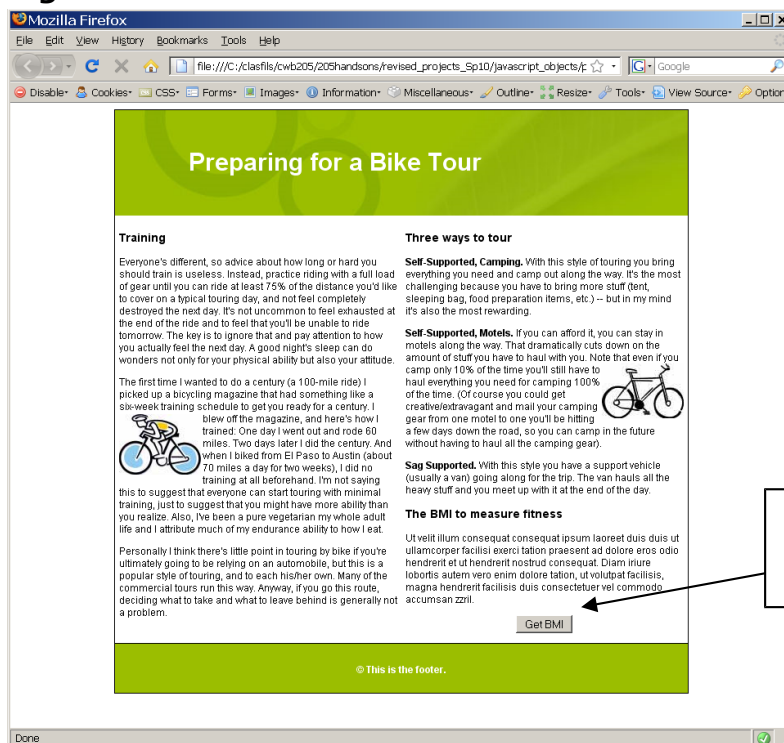 Mozilla Firefox
File Edit View History Bookmarks Tools Help
file:///C:/clasfils/cwb205/205handsons/revised_projects_Sp10/javascript_objects/p
G Google
Disable Cookies CSS Forms Images Information Miscellaneous Outline Resize Tools View Source Option
Preparing for a Bike Tour
Training
Everyone's different, so advice about how long or hard you
should train is useless. Instead, practice riding with a full load
of gear until you can ride at least 75% of the distance you'd like
to cover on a typical touring day, and not feel completely
destroyed the next day. It's not uncommon to feel exhausted at
the end of the ride and to feel that you'll be unable to ride
tomorrow. The key is to ignore that and pay attention to how
you actually feel the next day. A good night's sleep can do
wonders not only for your physical ability but also your attitude.
The first time I wanted to do a century (a 100-mile ride) I
picked up a bicycling magazine that had something like a
six-week training schedule to get you ready for a century. I
blew off the magazine, and here's how I
trained: One day I went out and rode 60
miles. Two days later I did the century. And
when I biked from El Paso to Austin (about
70 miles a day for two weeks), I did no
training at all beforehand. I'm not saying
this to suggest that everyone can start touring with minimal
training, just to suggest that you might have more ability than
you realize. Also, I've been a pure vegetarian my whole adult
life and I attribute much of my endurance ability to how I eat.
Personally I think there's little point in touring by bike if you're
ultimately going to be relying on an automobile, but this is a
popular style of touring, and to each his/her own. Many of the
commercial tours run this way. Anyway, if you go this route,
deciding what to take and what to leave behind is generally not
a problem.
Three ways to tour
Self-Supported, Camping. With this style of touring you bring
everything you need and camp out along the way. It's the most
challenging because you have to bring more stuff (tent,
sleeping bag, food preparation items, etc.) -- but in my mind
it's also the most rewarding.
Self-Supported, Motels. If you can afford it, you can stay in
motels along the way. That dramatically cuts down on the
amount of stuff you have to haul with you. Note that even if you
camp only 10% of the time you'll still have to
haul everything you need for camping 100%
of the time. (Of course you could get
creative/extravagant and mail your camping
gear from one motel to one you'll be hitting
a few days down the road, so you can camp in the future
without having to haul all the camping gear).
Sag Supported. With this style you have a support vehicle
(usually a van) going along for the trip. The van hauls all the
heavy stuff and you meet up with it at the end of the day.
The BMI to measure fitness
Ut velit illum consequat consequat ipsum laoreet duis duis ut
ullamcorper facilisi exerci tation praesent ad dolore eros odio
hendrerit et ut hendrerit nostrud consequat. Diam iriure
lobortis autem vero enim dolore tation, ut volutpat facilisis,
magna hendrerit facilisis duis consectetuer vel commodo
accumsan zzril.
Get BMI
© This is the footer.
Done